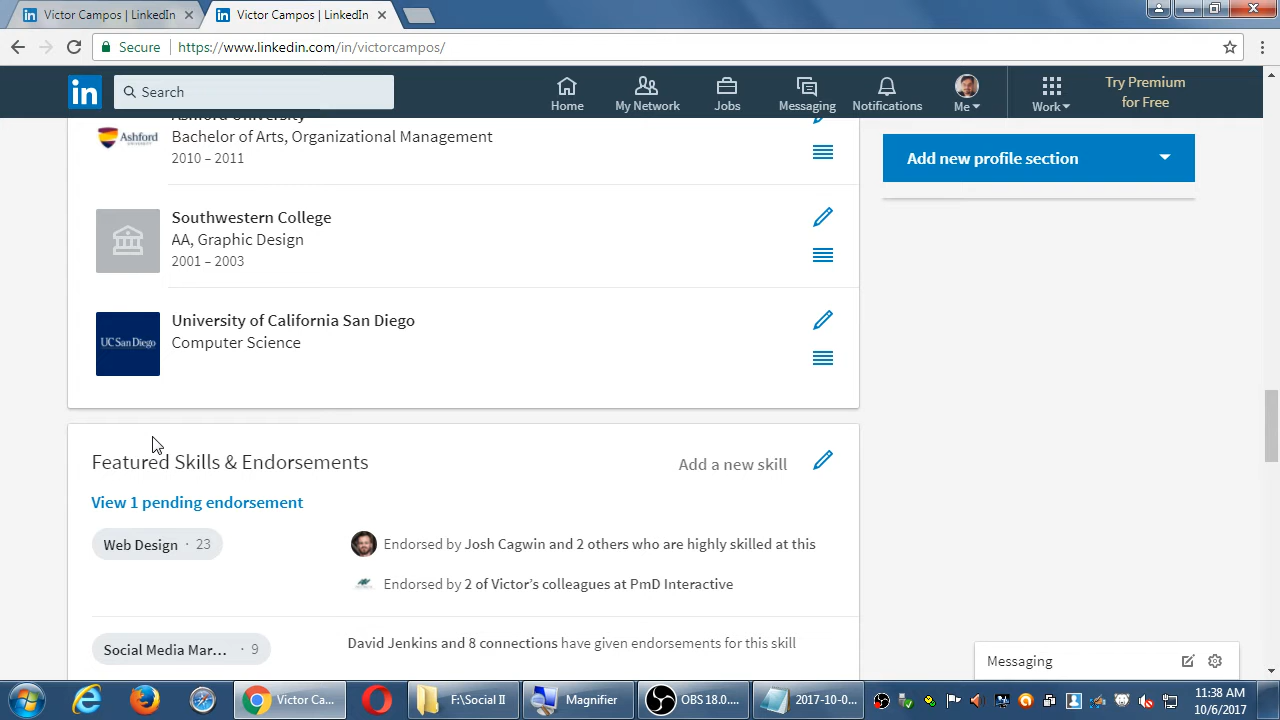 Victor Campos | LinkedIn
Victor Campos | LinkedIn
Secure
https://www.linkedin.com/in/victorcampos/
in
Search
Home
My Network
Jobs
Messaging
Notifications
Me
Work
Try Premium
for Free
Ashford University
Ashford
Bachelor of Arts, Organizational Management
2010 – 2011
Add new profile section
Southwestern College
AA, Graphic Design
2001 – 2003
University of California San Diego
UC San Diego
Computer Science
Featured Skills & Endorsements
Add a new skill
View 1 pending endorsement
Web Design · 23
Endorsed by Josh Cagwin and 2 others who are highly skilled at this
Endorsed by 2 of Victor’s colleagues at PmD Interactive
Social Media Mar... · 9
David Jenkins and 8 connections have given endorsements for this skill
Messaging
Victor Ca...
F:\Social II
Magnifier
OBS 18.0....
2017-10-0...
11:38 AM
10/6/2017